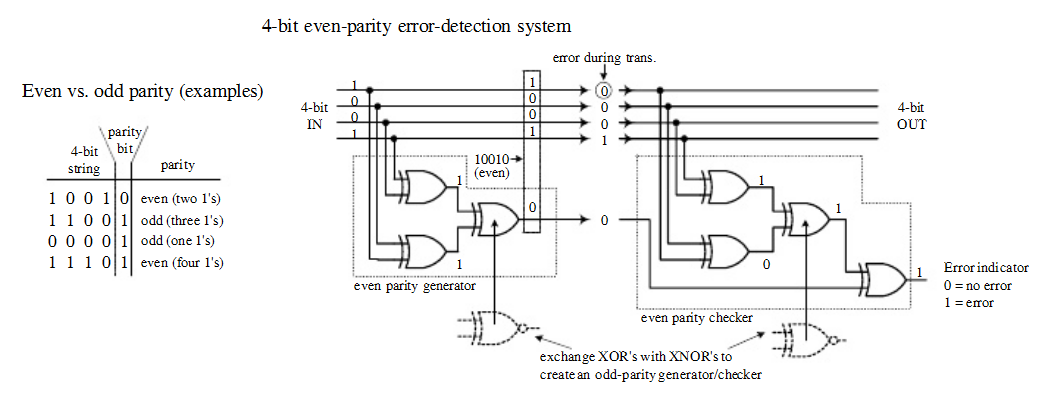 4-bit even-parity error-detection system
Even vs. odd parity (examples)
4-bit string
parity bit
parity
1 0 0 1 0 even (two 1's)
1 1 0 0 1 odd (three 1's)
0 0 0 0 1 odd (one 1's)
1 1 1 0 1 even (four 1's)
error during trans.
4-bit
IN
1
0
0
1
1
0
0
1
0
0
0
1
4-bit
OUT
10010
(even)
1
1
0
0
1
0
1
1
even parity generator
even parity checker
Error indicator
0 = no error
1 = error
exchange XOR's with XNOR's to
create an odd-parity generator/checker